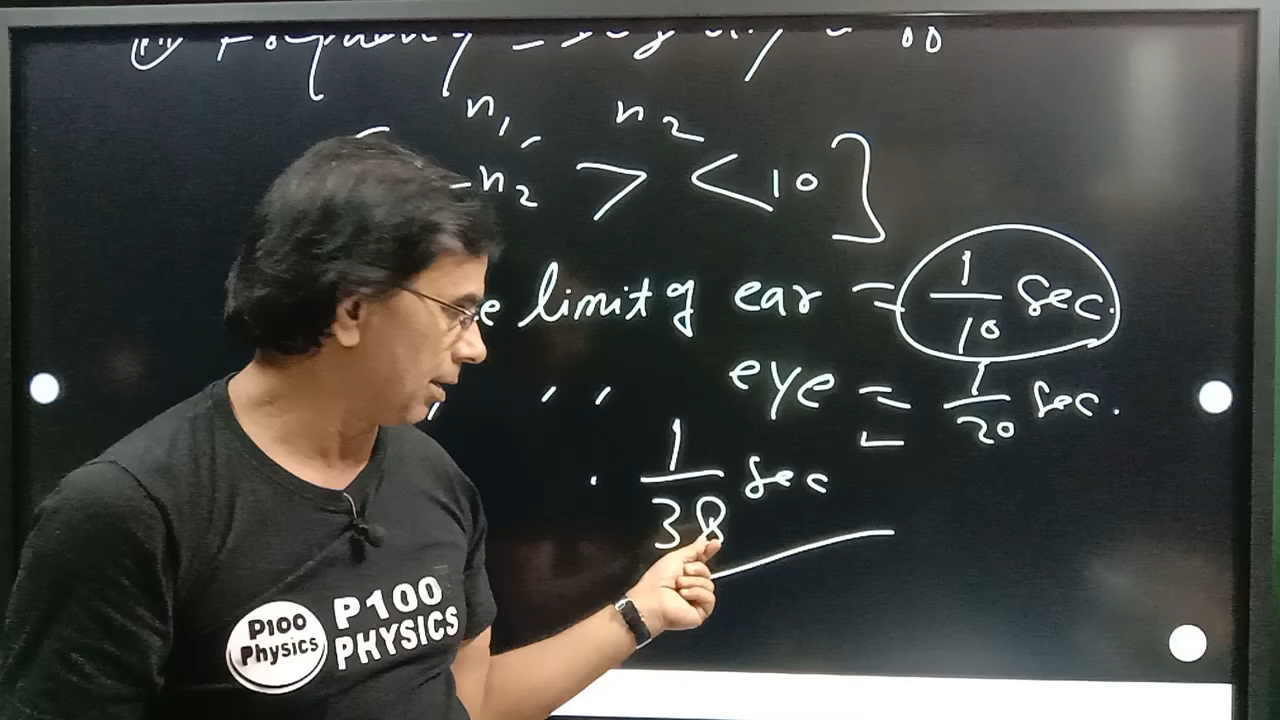 n₁, n₂
-n₂ > < 10 ]
limit of ear = 1/10 sec.
,, ,, eye = 1/20 sec.
1/38 sec
P100 Physics
P100
PHYSICS